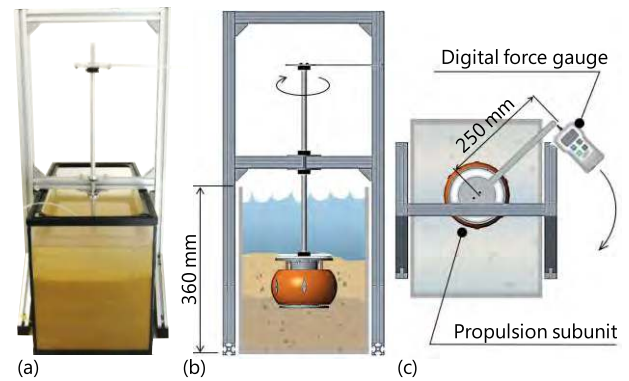 Digital force gauge
250 mm
360 mm
Propulsion subunit
(a)
(b)
(c)